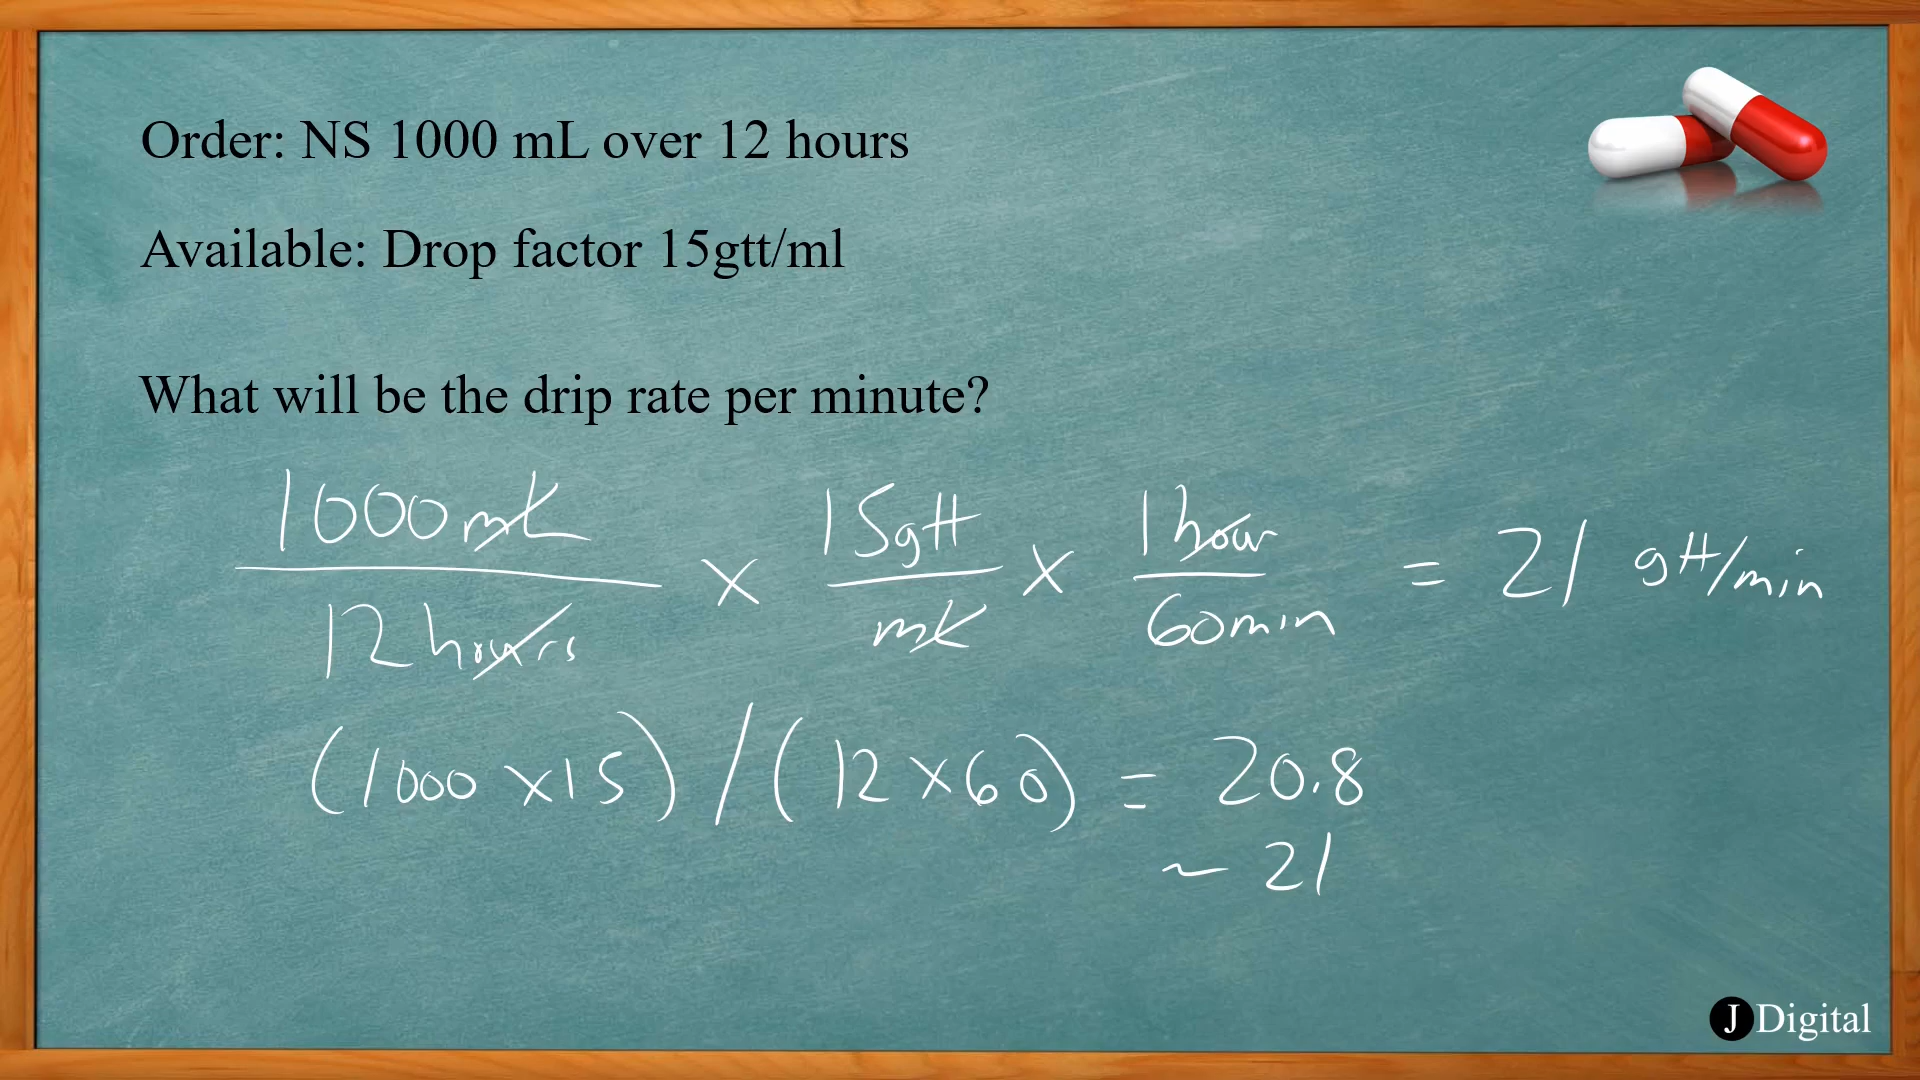 Order: NS 1000 mL over 12 hours
Available: Drop factor 15gtt/ml
What will be the drip rate per minute?
1000 mL / 12 hours × 15 gtt / mL × 1 hour / 60 min = 21 gtt/min
(1000 × 15) / (12 × 60) = 20.8
~ 21
J Digital